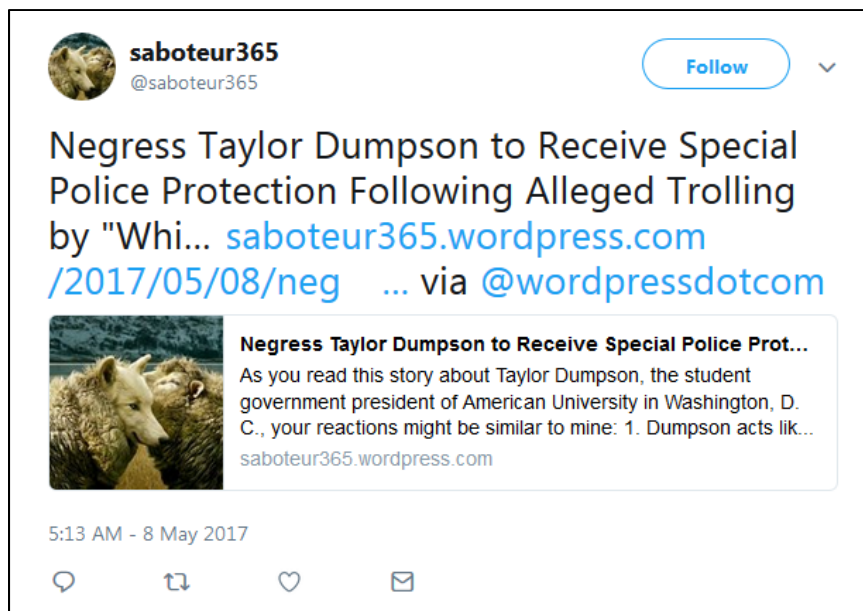 saboteur365
@saboteur365
Follow
Negress Taylor Dumpson to Receive Special
Police Protection Following Alleged Trolling
by "Whi... saboteur365.wordpress.com
/2017/05/08/neg ... via @wordpressdotcom
Negress Taylor Dumpson to Receive Special Police Prot...
As you read this story about Taylor Dumpson, the student
government president of American University in Washington, D.
C., your reactions might be similar to mine: 1. Dumpson acts lik...
saboteur365.wordpress.com
5:13 AM - 8 May 2017